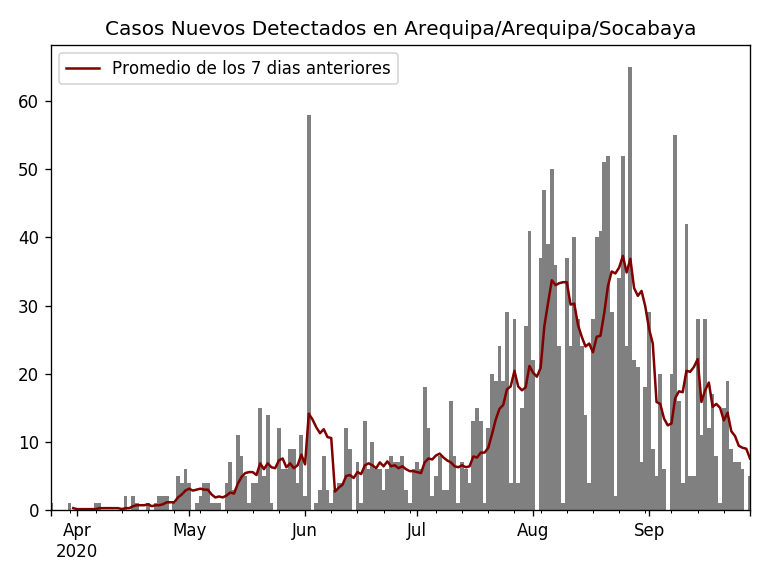 Casos Nuevos Detectados en Arequipa/Arequipa/Socabaya
Promedio de los 7 dias anteriores
60
50
40
30
20
10
0
Apr May Jun Jul Aug Sep
2020